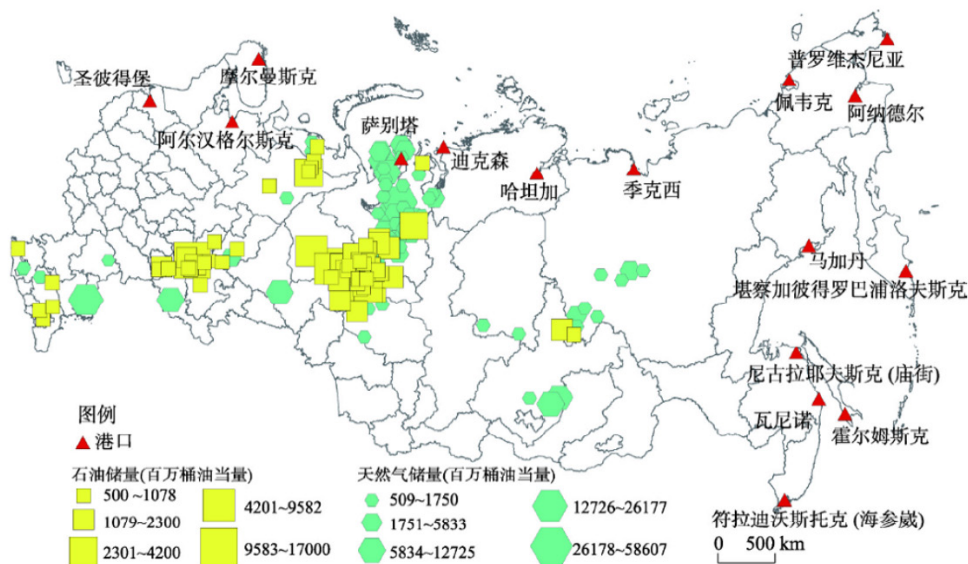 普罗维杰尼亚
摩尔曼斯克
圣彼得堡
佩韦克
阿纳德尔
阿尔汉格尔斯克
萨别塔
迪克森
哈坦加
季克西
马加丹
堪察加彼得罗巴浦洛夫斯克
尼古拉耶夫斯克 (庙街)
瓦尼诺
霍尔姆斯克
符拉迪沃斯托克 (海参崴)
0 500 km
图例
港口
石油储量(百万桶油当量)
500 ~1078
1079~2300
2301~4200
4201~9582
9583~17000
天然气储量(百万桶油当量)
509~1750
1751~5833
5834~12725
12726~26177
26178~58607